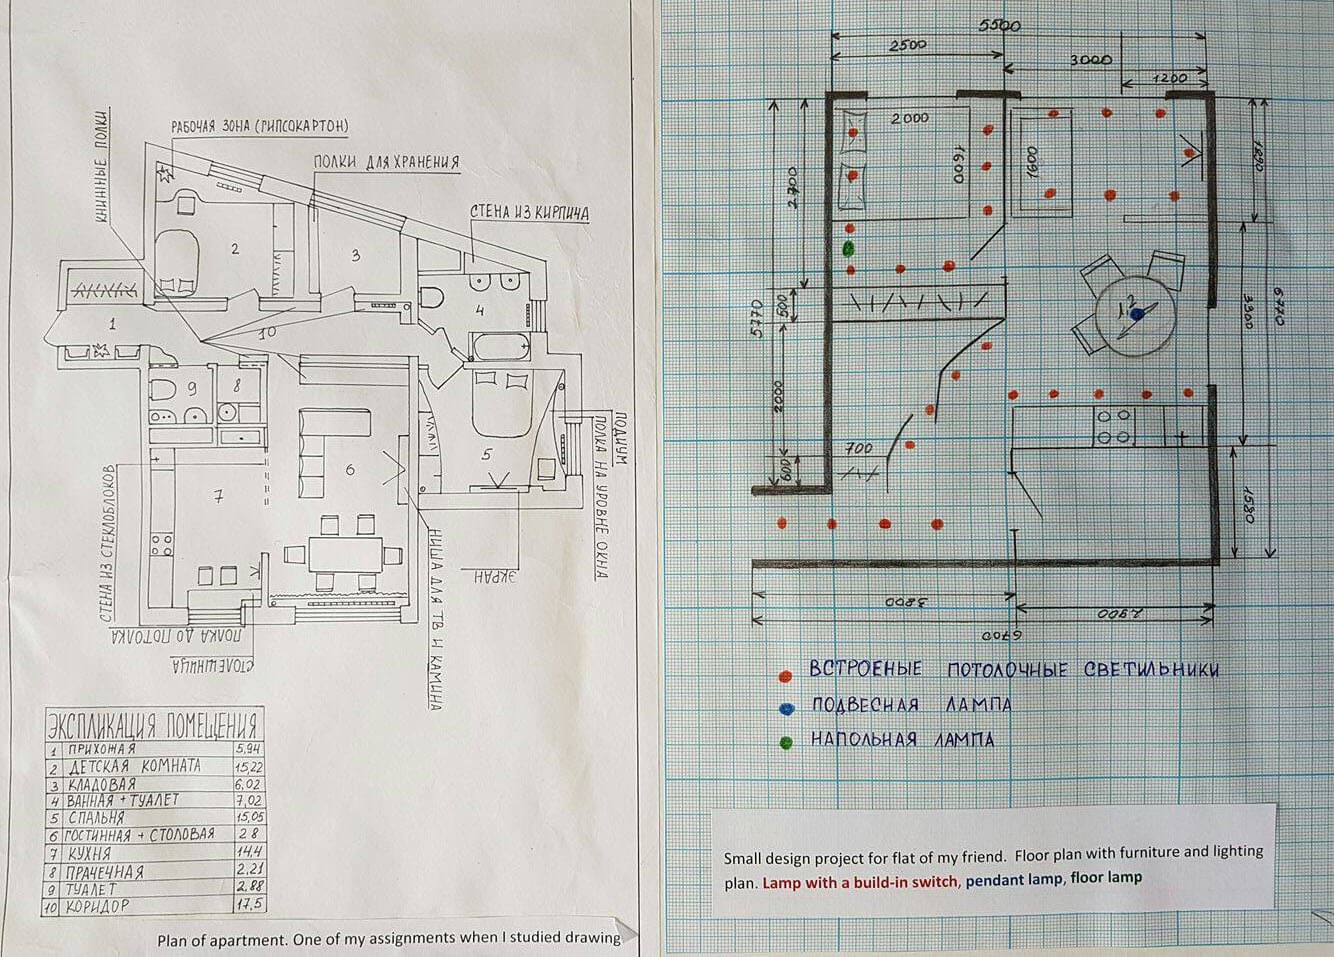 КНИЖНЫЕ ПОЛКИ
РАБОЧАЯ ЗОНА (ГИПСОКАРТОН)
ПОЛКИ ДЛЯ ХРАНЕНИЯ
СТЕНА ИЗ КИРПИЧА
1
2
3
4
10
9
8
7
6
5
ПОДИУМ
ПОЛКА НА УРОВНЕ ОКНА
ЭКРАН
НИША ДЛЯ ТВ И КАМИНА
СТЕНА ИЗ СТЕКЛОБЛОКОВ
ПОЛКА ДО ПОТОЛКА
СТОЛЕШНИЦА
ЭКСПЛИКАЦИЯ ПОМЕЩЕНИЯ
1 ПРИХОЖАЯ 5,94
2 ДЕТСКАЯ КОМНАТА 15,22
3 КЛАДОВАЯ 6,02
4 ВАННАЯ + ТУАЛЕТ 7,02
5 СПАЛЬНЯ 15,05
6 ГОСТИННАЯ + СТОЛОВАЯ 28
7 КУХНЯ 14,4
8 ПРАЧЕЧНАЯ 2,21
9 ТУАЛЕТ 2,88
10 КОРИДОР 17,5
Plan of apartment. One of my assignments when I studied drawing
5500
2500
3000
1200
2000
1600
1600
2700
1690
5770
500
2000
700
600
1,2
3300
6770
1580
3800
2900
6700
ВСТРОЕНЫЕ ПОТОЛОЧНЫЕ СВЕТИЛЬНИКИ
ПОДВЕСНАЯ ЛАМПА
НАПОЛЬНАЯ ЛАМПА
Small design project for flat of my friend. Floor plan with furniture and lighting
plan. Lamp with a build-in switch, pendant lamp, floor lamp